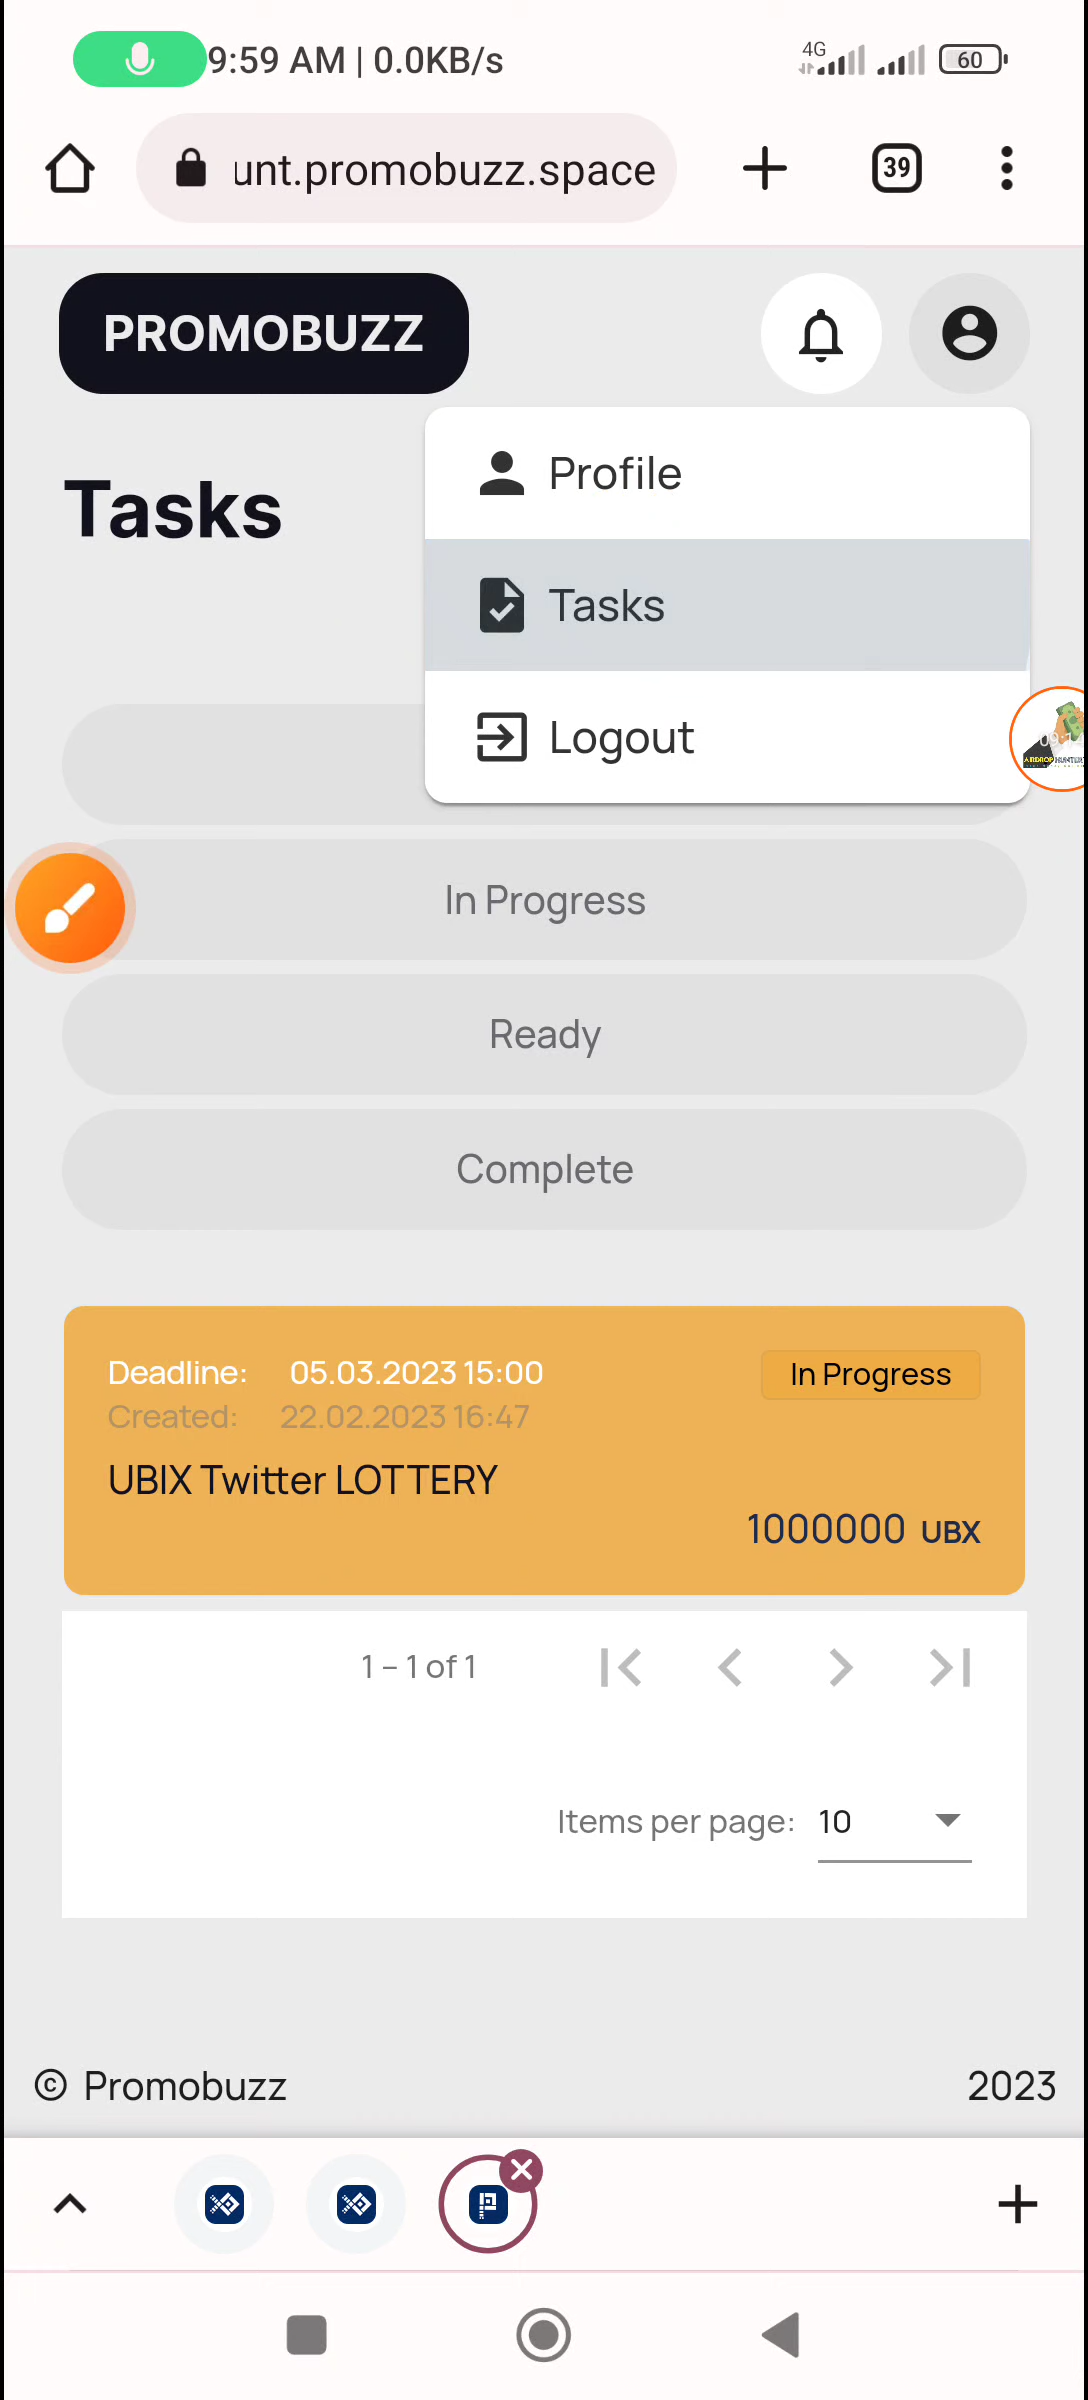 9:59 AM | 0.0KB/s
4G
60
unt.promobuzz.space
39
PROMOBUZZ
Profile
Tasks
Tasks
Logout
AIRDROP HUNTER
In Progress
Ready
Complete
Deadline: 05.03.2023 15:00
In Progress
Created: 22.02.2023 16:47
UBIX Twitter LOTTERY
1000000 UBX
1 – 1 of 1
Items per page: 10
© Promobuzz
2023